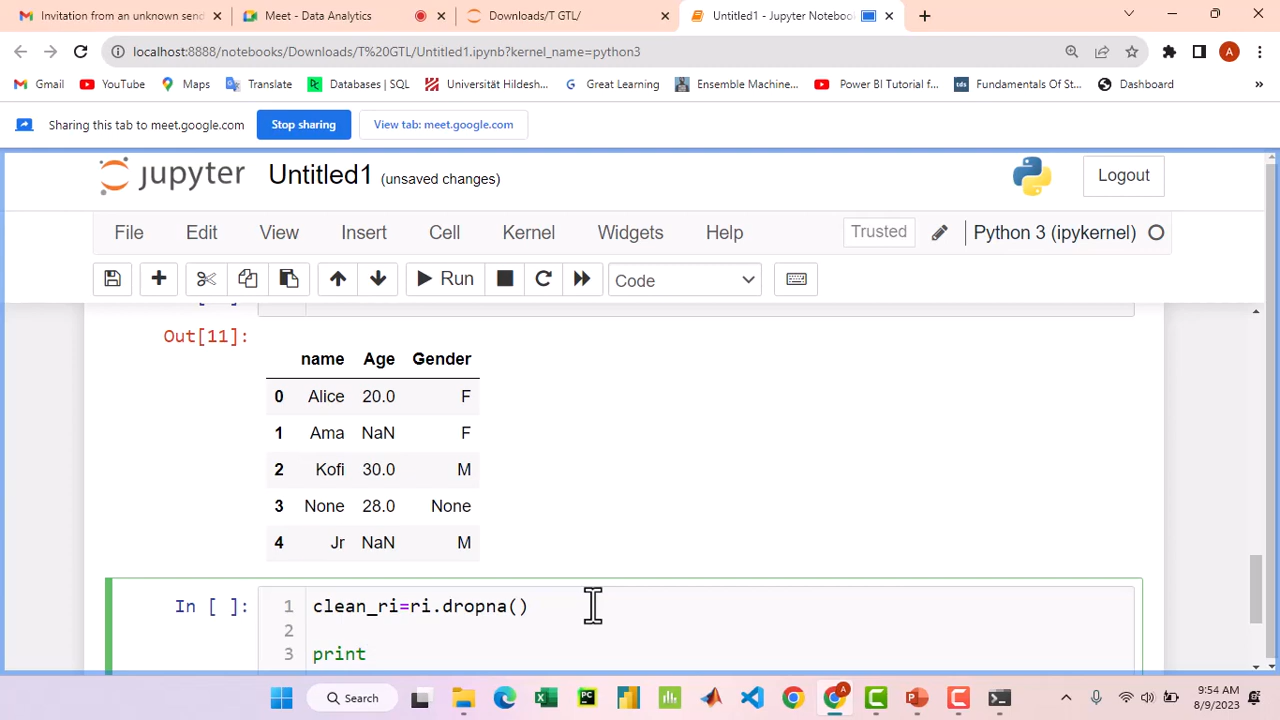 Invitation from an unknown send
Meet - Data Analytics
Downloads/T GTL/
Untitled1 - Jupyter Notebook
localhost:8888/notebooks/Downloads/T%20GTL/Untitled1.ipynb?kernel_name=python3
A
Gmail
YouTube
Maps
Translate
Databases | SQL
Universität Hildesh...
Great Learning
Ensemble Machine...
Power BI Tutorial f...
tds
Fundamentals Of St...
Dashboard
»
Sharing this tab to meet.google.com
Stop sharing
View tab: meet.google.com
jupyter Untitled1 (unsaved changes)
Logout
File Edit View Insert Cell Kernel Widgets Help
Trusted
Python 3 (ipykernel)
Run
Code
Out[11]:
name Age Gender
0 Alice 20.0 F
1 Ama NaN F
2 Kofi 30.0 M
3 None 28.0 None
4 Jr NaN M
In [ ]:
1 clean_ri=ri.dropna()
2
3 print
Search
PC
A
9:54 AM
8/9/2023